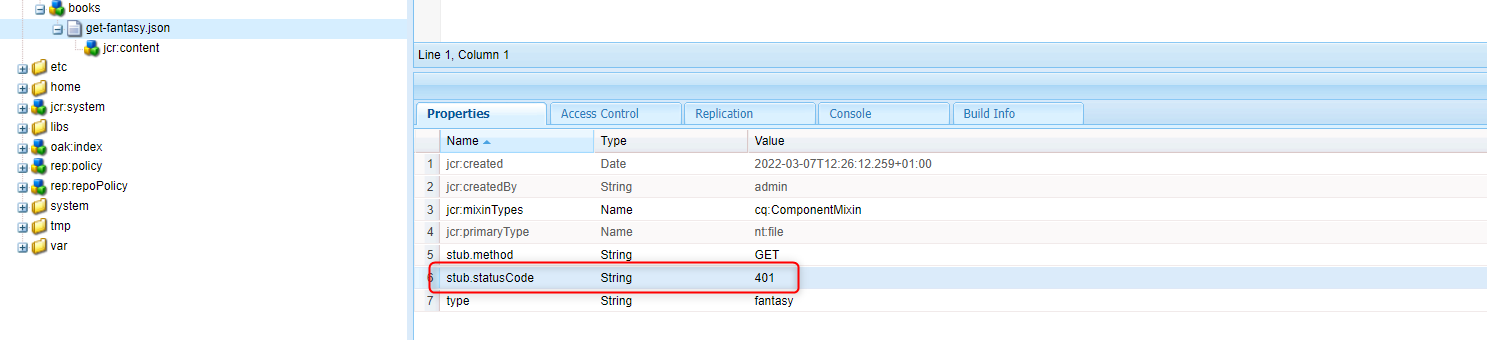 books
get-fantasy.json
jcr:content
etc
home
jcr:system
libs
oak:index
rep:policy
rep:repoPolicy
system
tmp
var
Line 1, Column 1
Properties Access Control Replication Console Build Info
Name Type Value
1 jcr:created Date 2022-03-07T12:26:12.259+01:00
2 jcr:createdBy String admin
3 jcr:mixinTypes Name cq:ComponentMixin
4 jcr:primaryType Name nt:file
5 stub.method String GET
6 stub.statusCode String 401
7 type String fantasy